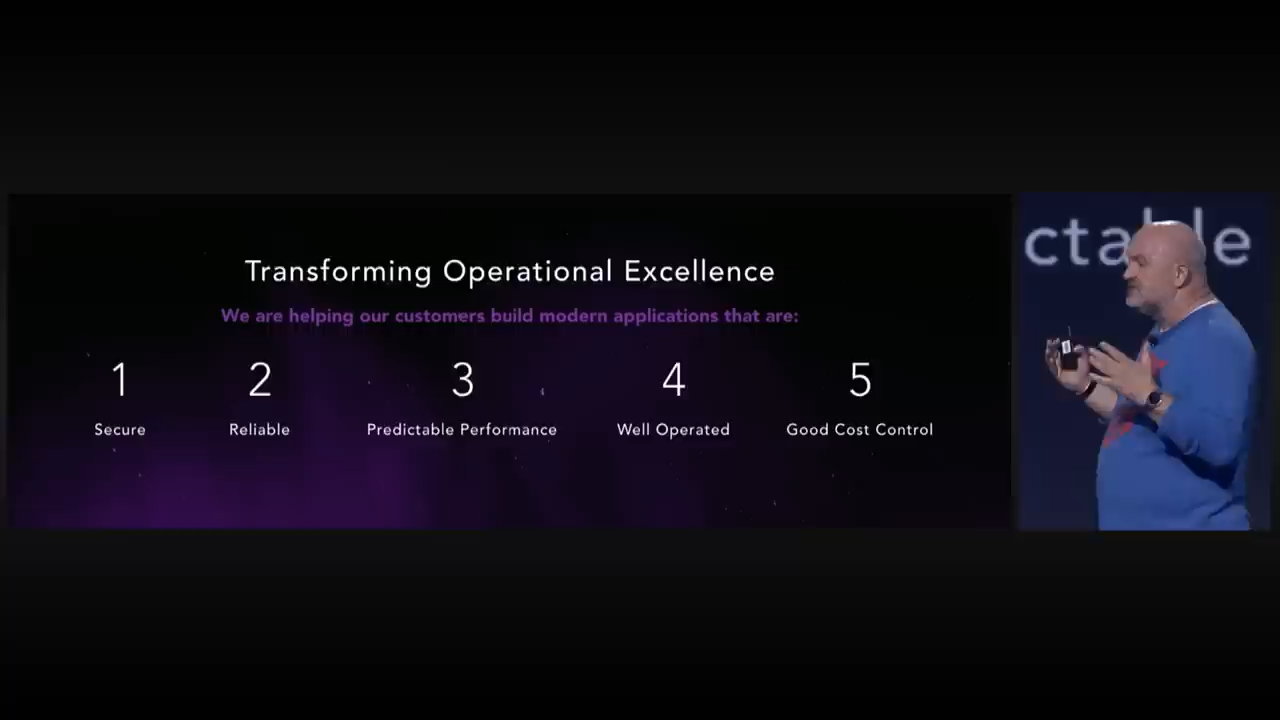 Transforming Operational Excellence
We are helping our customers build modern applications that are:
1
Secure
2
Reliable
3
Predictable Performance
4
Well Operated
5
Good Cost Control